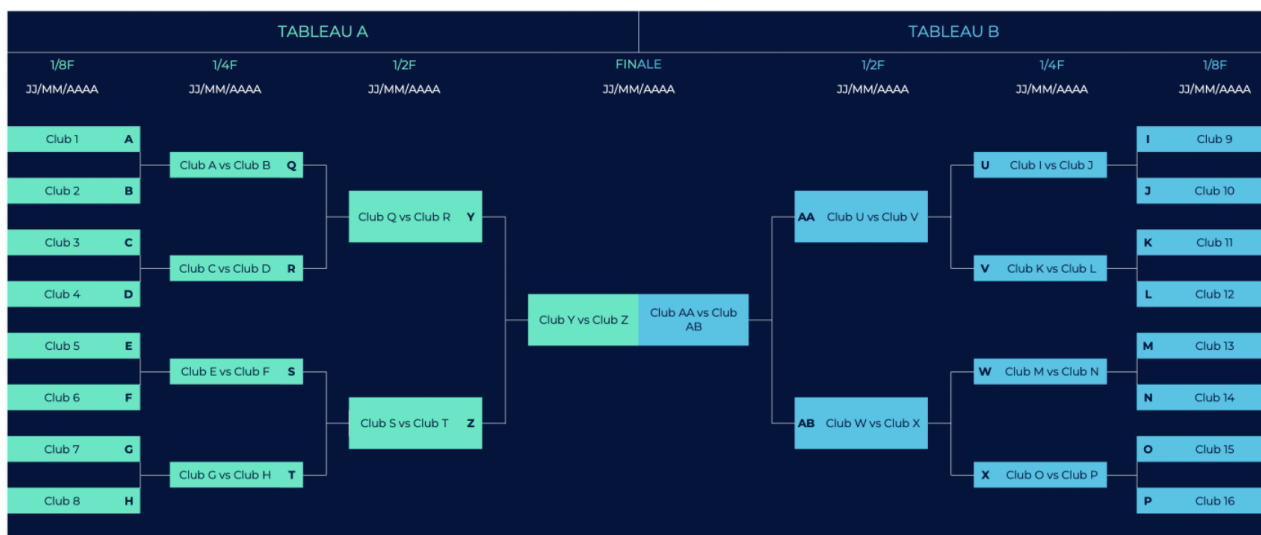 TABLEAU A TABLEAU B
1/8F 1/4F 1/2F FINALE 1/2F 1/4F 1/8F
JJ/MM/AAAA JJ/MM/AAAA JJ/MM/AAAA JJ/MM/AAAA JJ/MM/AAAA JJ/MM/AAAA JJ/MM/AAAA
Club 1 A I Club 9
Club A vs Club B Q U Club I vs Club J
Club 2 B J Club 10
Club Q vs Club R Y AA Club U vs Club V
Club 3 C K Club 11
Club C vs Club D R V Club K vs Club L
Club 4 D L Club 12
Club Y vs Club Z Club AA vs Club
AB
Club 5 E M Club 13
Club E vs Club F S W Club M vs Club N
Club 6 F N Club 14
Club S vs Club T Z AB Club W vs Club X
Club 7 G O Club 15
Club G vs Club H T X Club O vs Club P
Club 8 H P Club 16